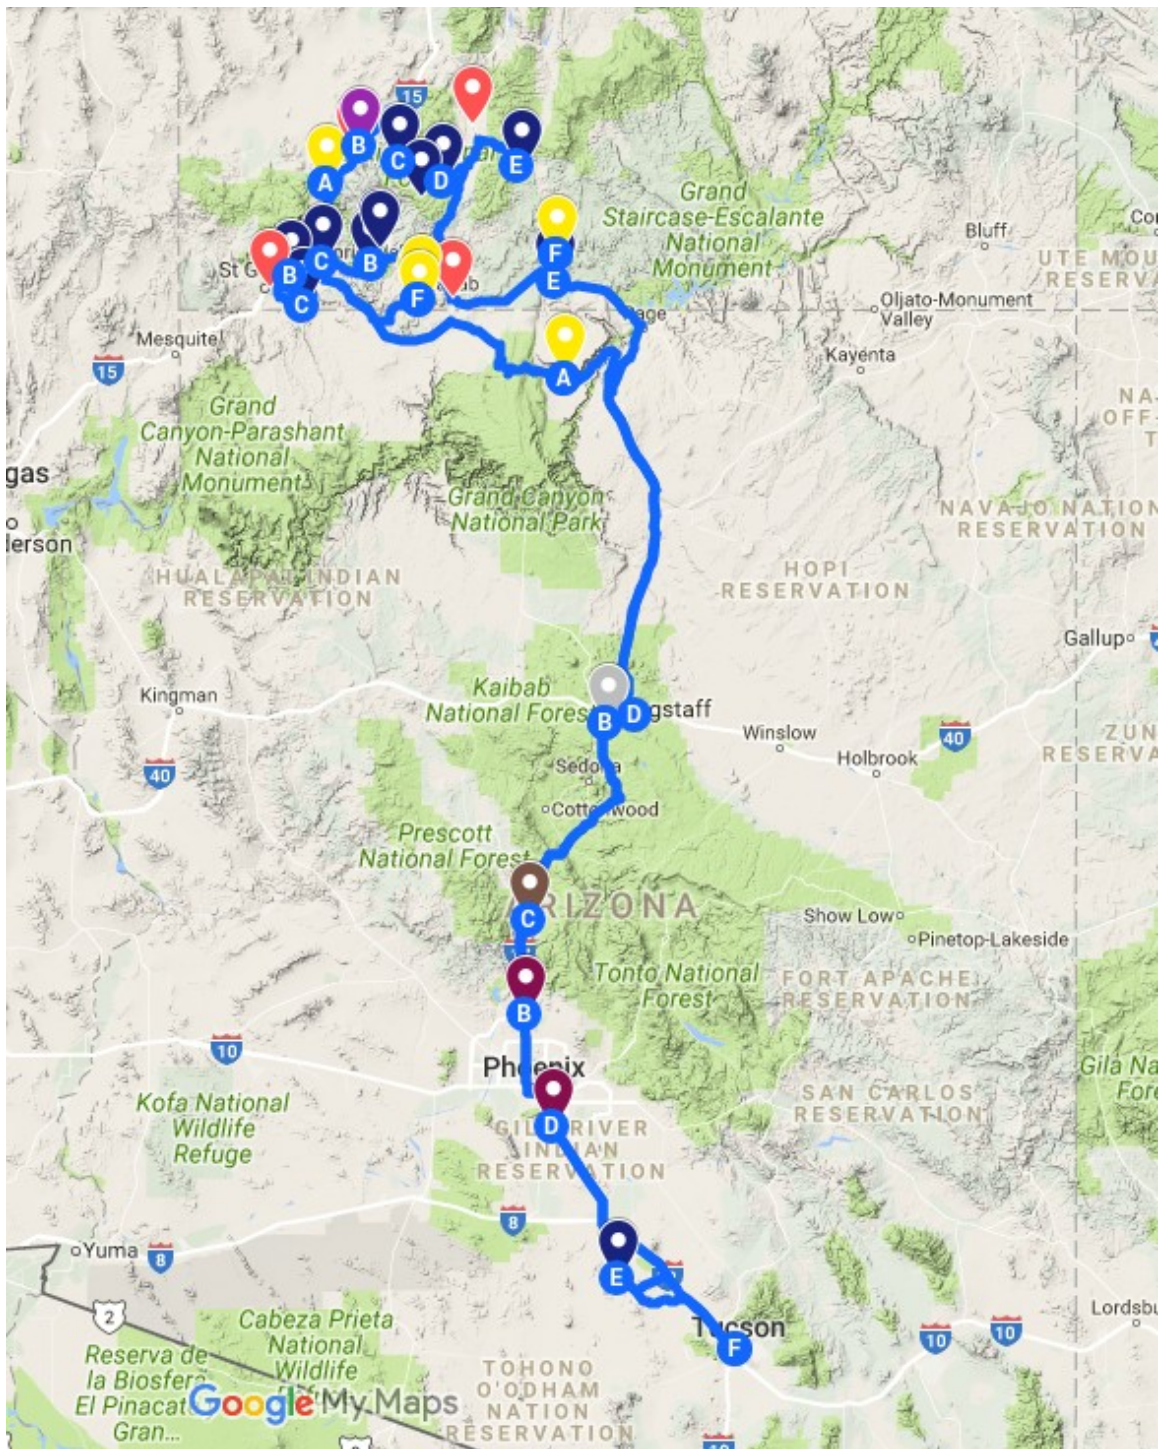 15
B
C
A
D
E
Grand
Staircase-Escalante
National
Monument
Bluff
UTE MOU
RESERVA
B
C
B
F
E
F
C
St G
Oljato-Monument
Valley
Mesquite
Kayenta
15
A
Grand
Canyon-Parashant
National
Monument
gas
Grand Canyon
National Park
NAVAJO NATION
RESERVATION
erson
HOPI
RESERVATION
HUALAPAI INDIAN
RESERVATION
Gallup
Kaibab
National Forest
Kingman
B
D
gstaff
Winslow
40
ZUN
RESERVA
Holbrook
40
Sedona
Cottonwood
Prescott
National Forest
ARIZONA
C
Show Low
Pinetop-Lakeside
Tonto National
Forest
FORT APACHE
RESERVATION
B
10
Phoenix
Gila Na
Fore
Kofa National
Wildlife
Refuge
SAN CARLOS
RESERVATION
D
GILA RIVER
INDIAN
RESERVATION
8
Yuma
8
E
2
Cabeza Prieta
National
Wildlife
Lordsbu
Tucson
F
10
10
Reserva de
la Biosfera
El Pinacat
Gran...
TOHONO
O'ODHAM
NATION
RESERVATION
Google My Maps